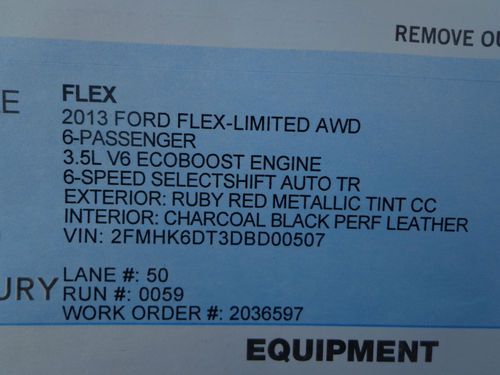 REMOVE OU
E
FLEX
2013 FORD FLEX-LIMITED AWD
6-PASSENGER
3.5L V6 ECOBOOST ENGINE
6-SPEED SELECTSHIFT AUTO TR
EXTERIOR: RUBY RED METALLIC TINT CC
INTERIOR: CHARCOAL BLACK PERF LEATHER
VIN: 2FMHK6DT3DBD00507
LANE #: 50
URY RUN #: 0059
WORK ORDER #: 2036597
EQUIPMENT